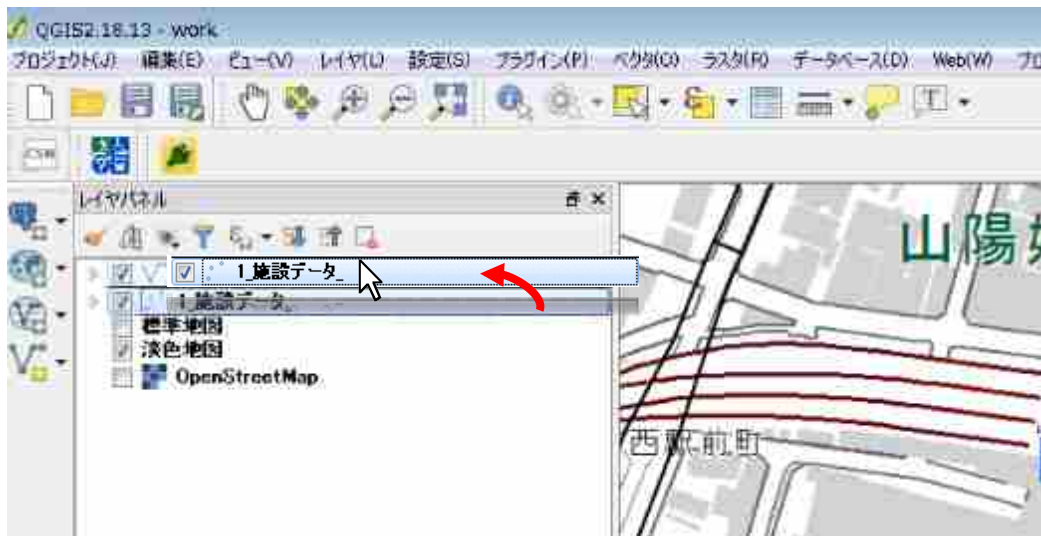 QGIS2.18.13 - work
プロジェクト(J) 編集(E) ビュー(V) レイヤ(L) 設定(S) プラグイン(P) ベクタ(O) ラスタ(R) データベース(D) Web(W) プロ
CSW
レイヤパネル
1_施設データ_
1_施設データ_
標準地図
淡色地図
OpenStreetMap
山陽
西駅前町